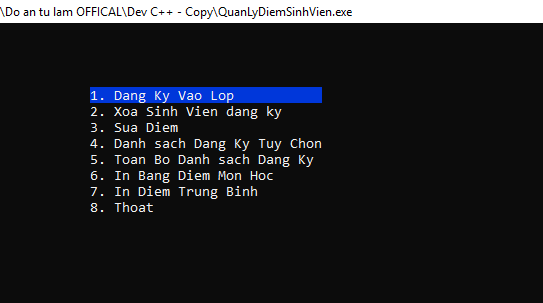 \Do an tu lam OFFICAL\Dev C++ - Copy\QuanLyDiemSinhVien.exe
1. Dang Ky Vao Lop
2. Xoa Sinh Vien dang ky
3. Sua Diem
4. Danh sach Dang Ky Tuy Chon
5. Toan Bo Danh sach Dang Ky
6. In Bang Diem Mon Hoc
7. In Diem Trung Binh
8. Thoat